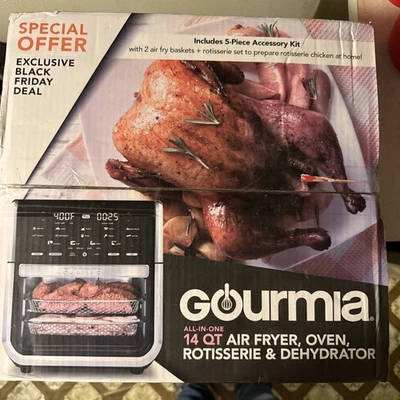 SPECIAL
OFFER
EXCLUSIVE
BLACK
FRIDAY
DEAL
Includes 5-Piece Accessory Kit
with 2 air fry baskets + rotisserie set to prepare rotisserie chicken at home!
400F 0025
GOURMIA
ALL-IN-ONE
14 QT AIR FRYER, OVEN,
ROTISSERIE & DEHYDRATOR